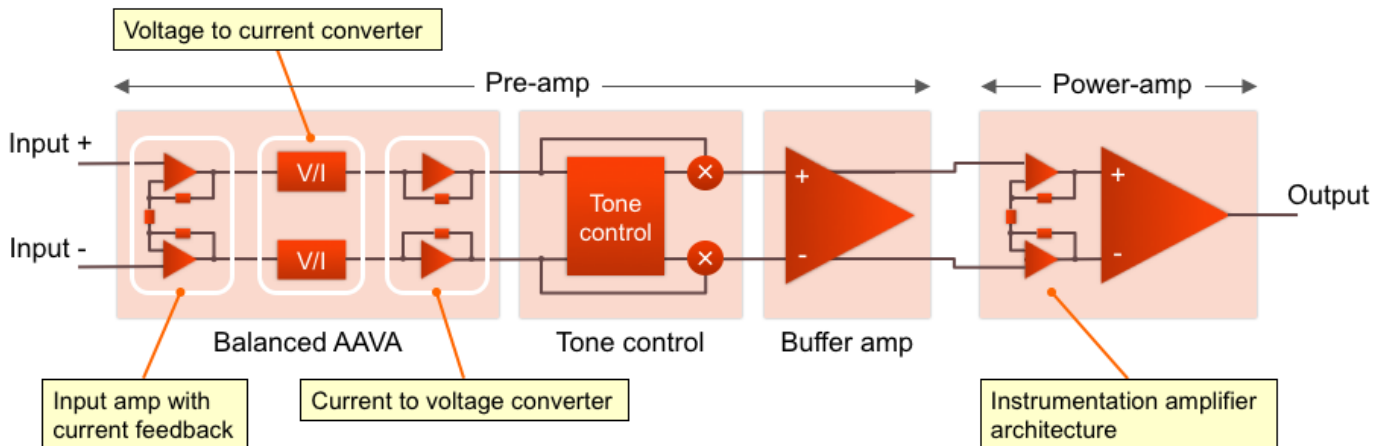 Voltage to current converter
Pre-amp
Power-amp
Input +
V/I
Tone
control
×
+
+
Output
Input -
V/I
×
-
-
Balanced AAVA
Tone control
Buffer amp
Input amp with
current feedback
Current to voltage converter
Instrumentation amplifier
architecture